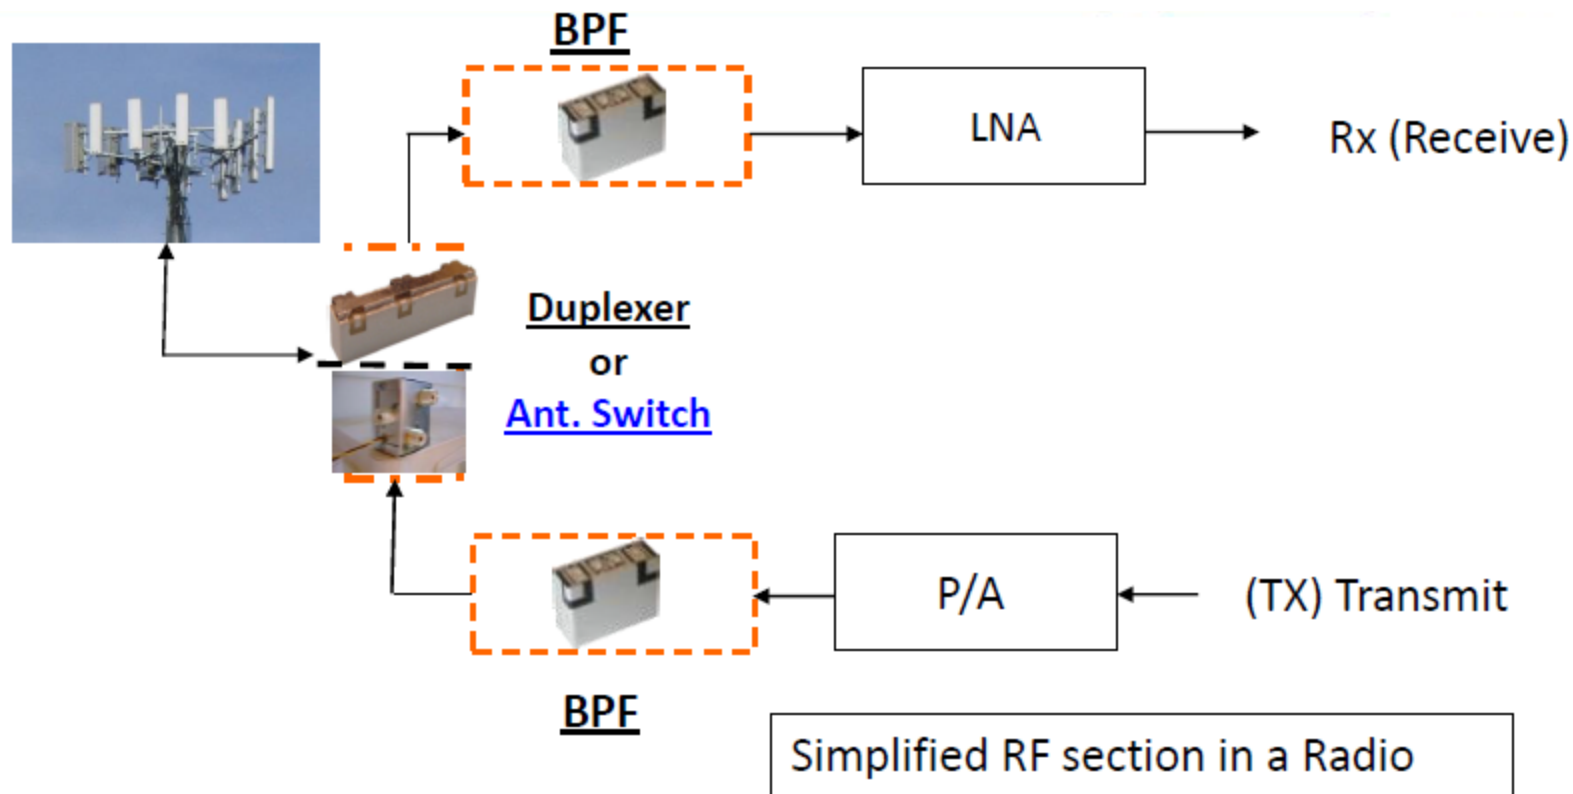 BPF
LNA
Rx (Receive)
Duplexer
or
Ant. Switch
P/A
(TX) Transmit
BPF
Simplified RF section in a Radio